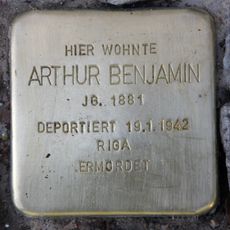 HIER WOHNTE
ARTHUR BENJAMIN
JG. 1881
DEPORTIERT 19.1.1942
RIGA
ERMORDET